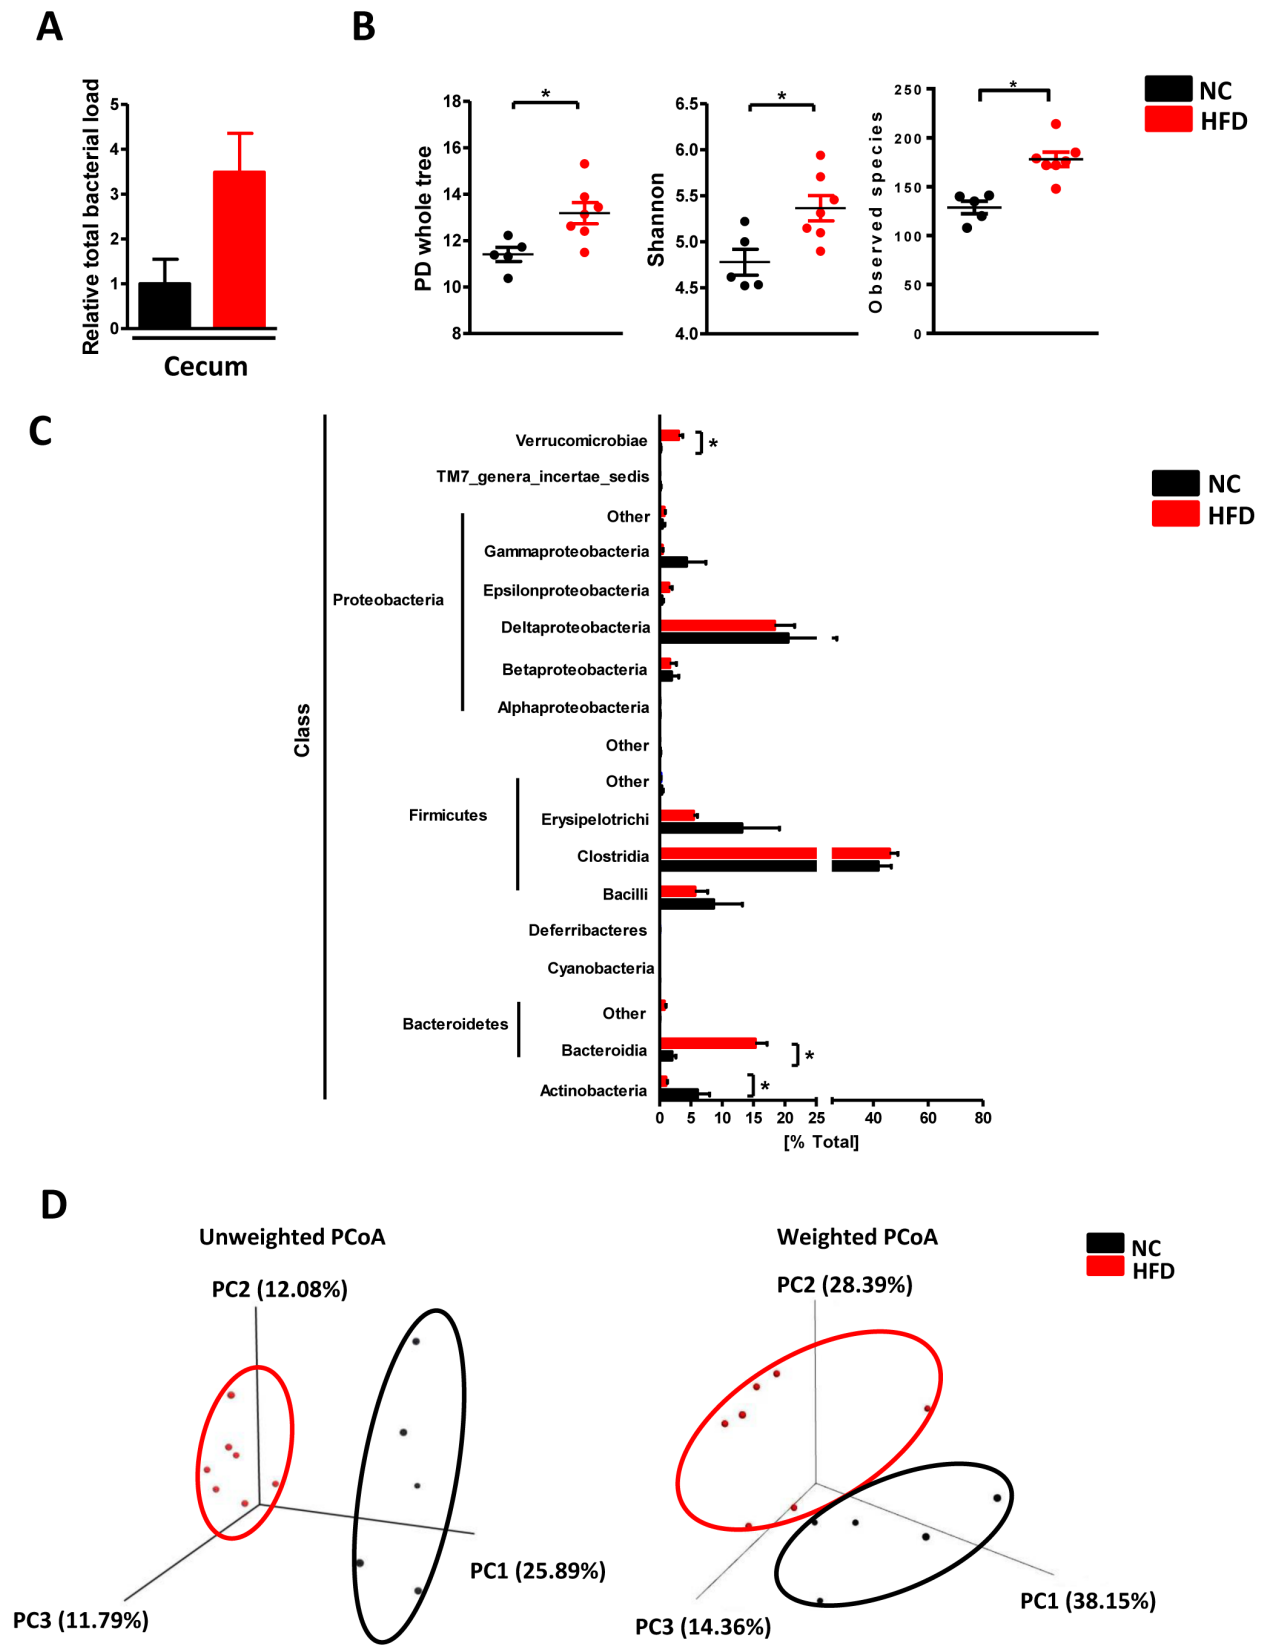 A
B
Relative total bacterial load
5
4
3
2
1
0
Cecum
PD whole tree
18
16
14
12
10
8
*
Shannon
6.5
6.0
5.5
5.0
4.5
4.0
*
Observed species
250
200
150
100
50
0
*
NC
HFD
C
Class
Verrucomicrobiae
*
TM7_genera_incertae_sedis
Other
Gammaproteobacteria
Epsilonproteobacteria
Proteobacteria
Deltaproteobacteria
Betaproteobacteria
Alphaproteobacteria
Other
Other
Firmicutes
Erysipelotrichi
Clostridia
Bacilli
Deferribacteres
Cyanobacteria
Other
Bacteroidetes
Bacteroidia
*
Actinobacteria
*
0 5 10 15 20 25 40 60 80
[% Total]
NC
HFD
D
Unweighted PCoA
PC2 (12.08%)
PC1 (25.89%)
PC3 (11.79%)
Weighted PCoA
PC2 (28.39%)
PC1 (38.15%)
PC3 (14.36%)
NC
HFD